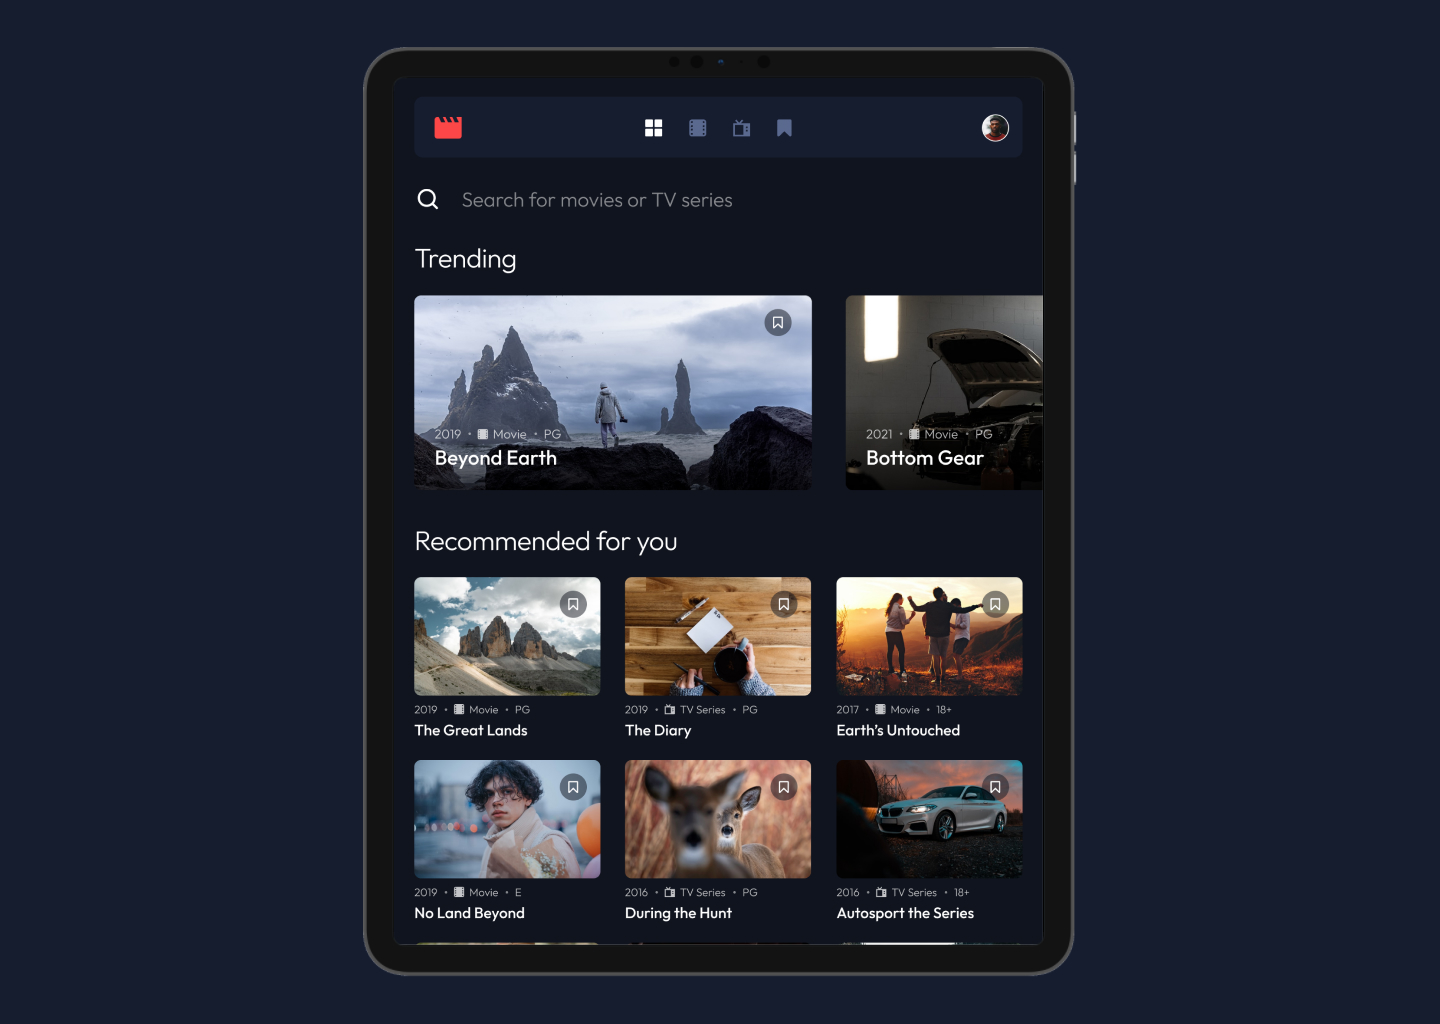 Search for movies or TV series
Trending
2019 • Movie • PG
Beyond Earth
2021 • Movie • PG
Bottom Gear
Recommended for you
2019 • Movie • PG
The Great Lands
2019 • TV Series • PG
The Diary
2017 • Movie • 18+
Earth’s Untouched
2019 • Movie • E
No Land Beyond
2016 • TV Series • PG
During the Hunt
2016 • TV Series • 18+
Autosport the Series